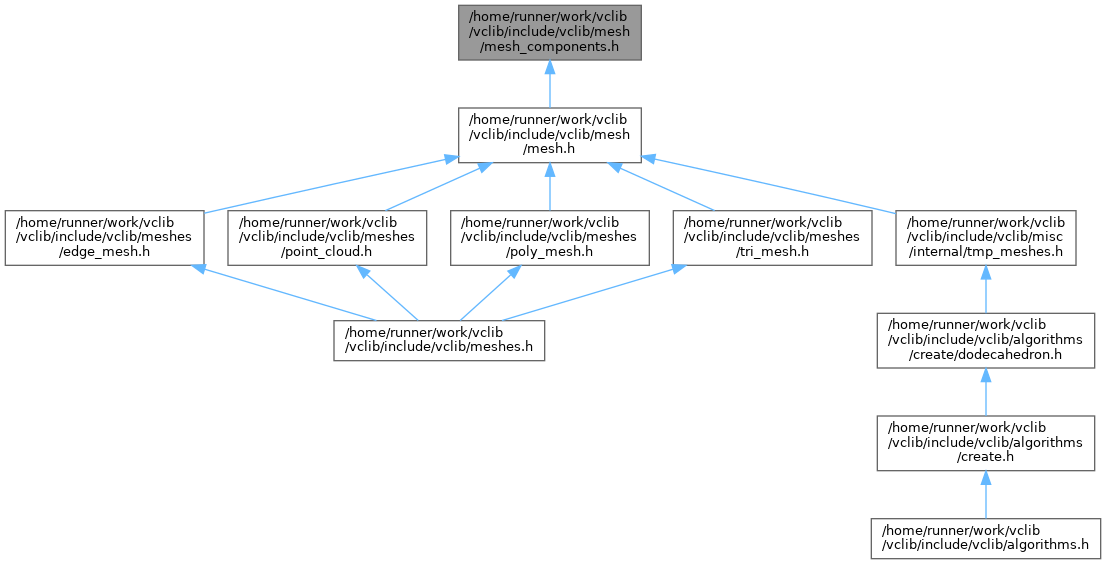 /home/runner/work/vclib
/vclib/include/vclib/mesh
/mesh_components.h
/home/runner/work/vclib
/vclib/include/vclib/mesh
/mesh.h
/home/runner/work/vclib
/vclib/include/vclib/meshes
/edge_mesh.h
/home/runner/work/vclib
/vclib/include/vclib/meshes
/point_cloud.h
/home/runner/work/vclib
/vclib/include/vclib/meshes
/poly_mesh.h
/home/runner/work/vclib
/vclib/include/vclib/meshes
/tri_mesh.h
/home/runner/work/vclib
/vclib/include/vclib/misc
/internal/tmp_meshes.h
/home/runner/work/vclib
/vclib/include/vclib/meshes.h
/home/runner/work/vclib
/vclib/include/vclib/algorithms
/create/dodecahedron.h
/home/runner/work/vclib
/vclib/include/vclib/algorithms
/create.h
/home/runner/work/vclib
/vclib/include/vclib/algorithms.h